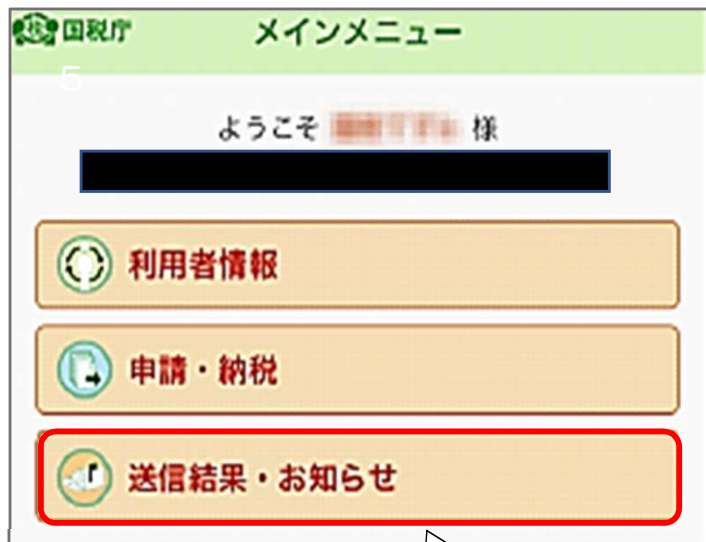 国税庁 メインメニュー
5
ようこそ 様
利用者情報
申請・納税
送信結果・お知らせ